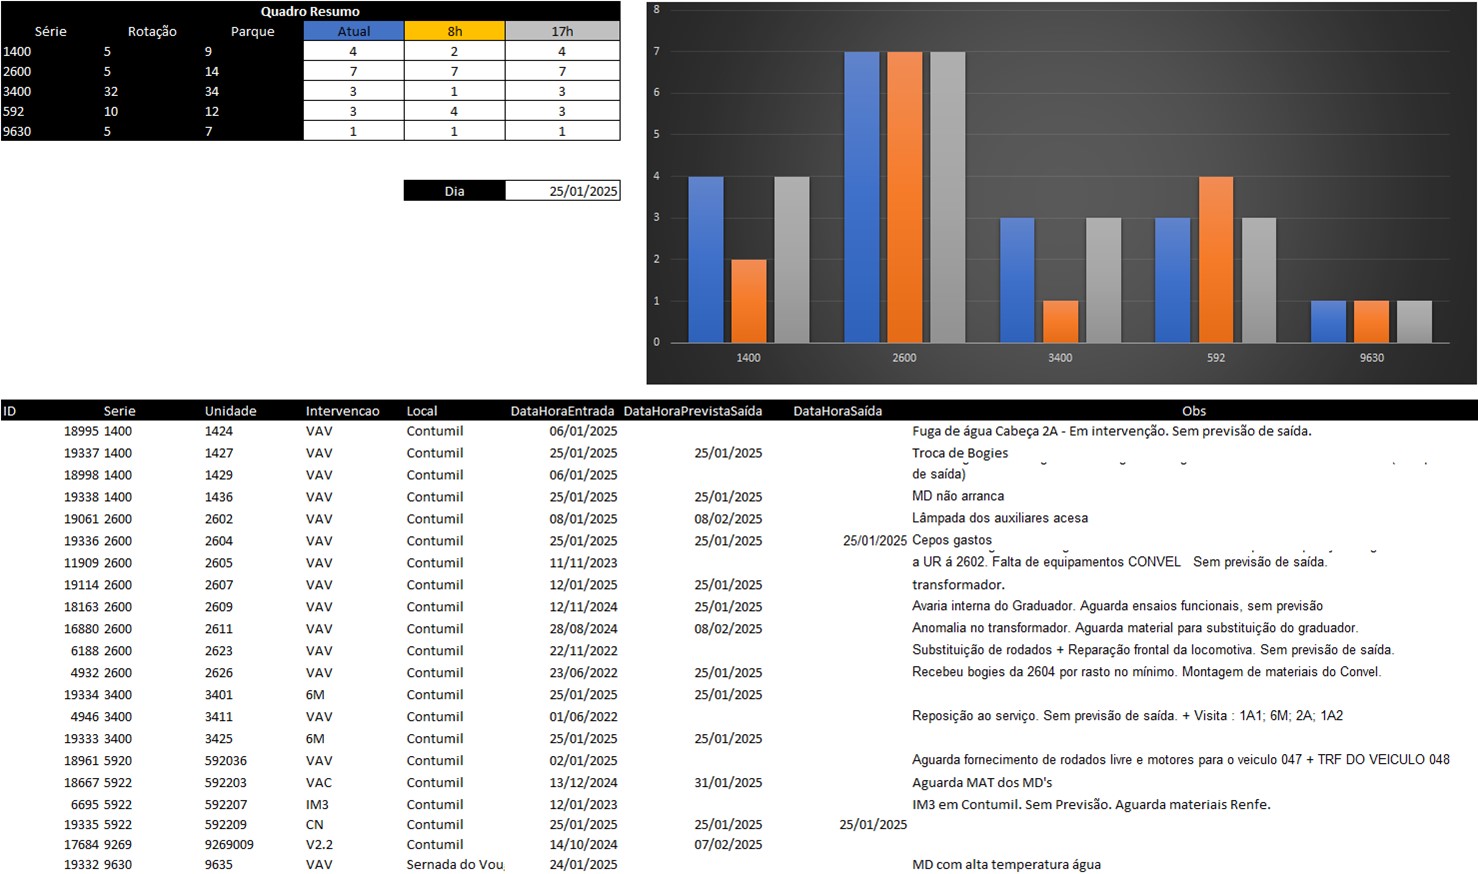 Quadro Resumo
Série Rotação Parque Atual 8h 17h
1400 5 9 4 2 4
2600 5 14 7 7 7
3400 32 34 3 1 3
592 10 12 3 4 3
9630 5 7 1 1 1
Dia 25/01/2025
8
7
6
5
4
3
2
1
0
1400 2600 3400 592 9630
ID Serie Unidade Intervencao Local DataHoraEntrada DataHoraPrevistaSaída DataHoraSaída Obs
18995 1400 1424 VAV Contumil 06/01/2025 Fuga de água Cabeça 2A - Em intervenção. Sem previsão de saída.
19337 1400 1427 VAV Contumil 25/01/2025 25/01/2025 Troca de Bogies
18998 1400 1429 VAV Contumil 06/01/2025 de saída)
19338 1400 1436 VAV Contumil 25/01/2025 25/01/2025 MD não arranca
19061 2600 2602 VAV Contumil 08/01/2025 08/02/2025 Lâmpada dos auxiliares acesa
19336 2600 2604 VAV Contumil 25/01/2025 25/01/2025 25/01/2025 Cepos gastos
11909 2600 2605 VAV Contumil 11/11/2023 a UR á 2602. Falta de equipamentos CONVEL Sem previsão de saída.
19114 2600 2607 VAV Contumil 12/01/2025 25/01/2025 transformador.
18163 2600 2609 VAV Contumil 12/11/2024 25/01/2025 Avaria interna do Graduador. Aguarda ensaios funcionais, sem previsão
16880 2600 2611 VAV Contumil 28/08/2024 08/02/2025 Anomalia no transformador. Aguarda material para substituição do graduador.
6188 2600 2623 VAV Contumil 22/11/2022 Substituição de rodados + Reparação frontal da locomotiva. Sem previsão de saída.
4932 2600 2626 VAV Contumil 23/06/2022 25/01/2025 Recebeu bogies da 2604 por rasto no mínimo. Montagem de materiais do Convel.
19334 3400 3401 6M Contumil 25/01/2025 25/01/2025
4946 3400 3411 VAV Contumil 01/06/2022 Reposição ao serviço. Sem previsão de saída. + Visita : 1A1; 6M; 2A; 1A2
19333 3400 3425 6M Contumil 25/01/2025 25/01/2025
18961 5920 592036 VAV Contumil 02/01/2025 Aguarda fornecimento de rodados livre e motores para o veiculo 047 + TRF DO VEICULO 048
18667 5922 592203 VAC Contumil 13/12/2024 31/01/2025 Aguarda MAT dos MD's
6695 5922 592207 IM3 Contumil 12/01/2023 IM3 em Contumil. Sem Previsão. Aguarda materiais Renfe.
19335 5922 592209 CN Contumil 25/01/2025 25/01/2025 25/01/2025
17684 9269 9269009 V2.2 Contumil 14/10/2024 07/02/2025
19332 9630 9635 VAV Sernada do Vou 24/01/2025 MD com alta temperatura água